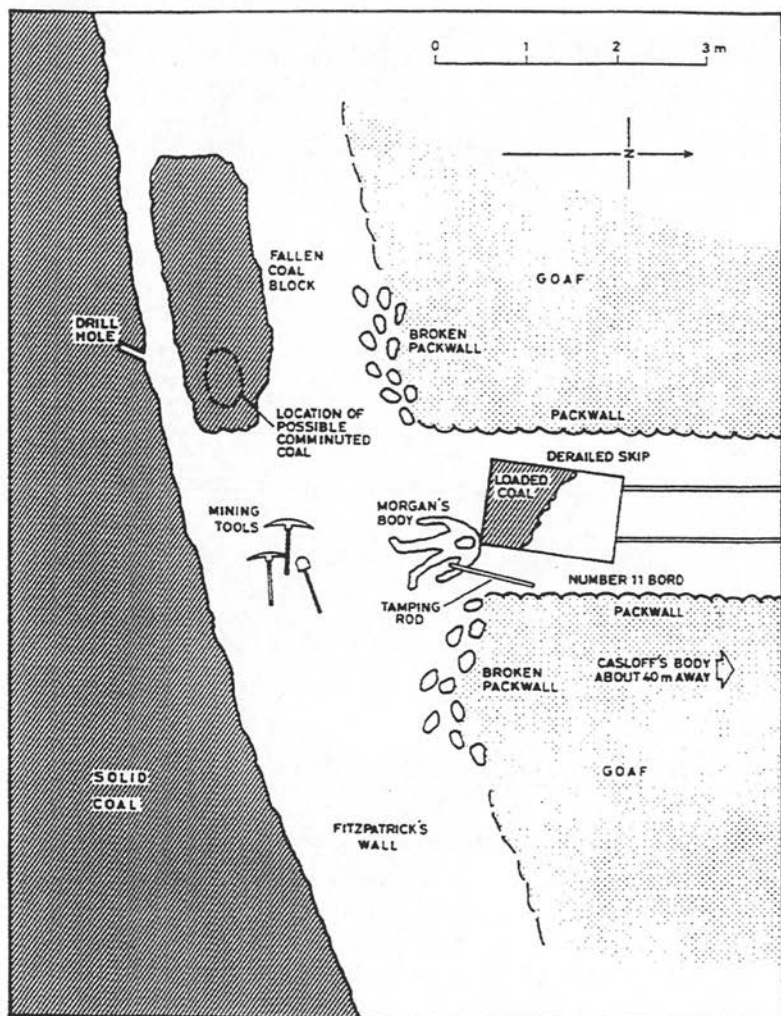 0 1 2 3 m
N
FALLEN
COAL
BLOCK
GOAF
DRILL
HOLE
BROKEN
PACKWALL
LOCATION OF
POSSIBLE
COMMINUTED
COAL
PACKWALL
DERAILED SKIP
LOADED
COAL
MINING
TOOLS
MORGAN'S
BODY
NUMBER 11 BORD
TAMPING
ROD
PACKWALL
BROKEN
PACKWALL
CASLOFF'S BODY
ABOUT 40 m AWAY
SOLID
COAL
GOAF
FITZPATRICK'S
WALL